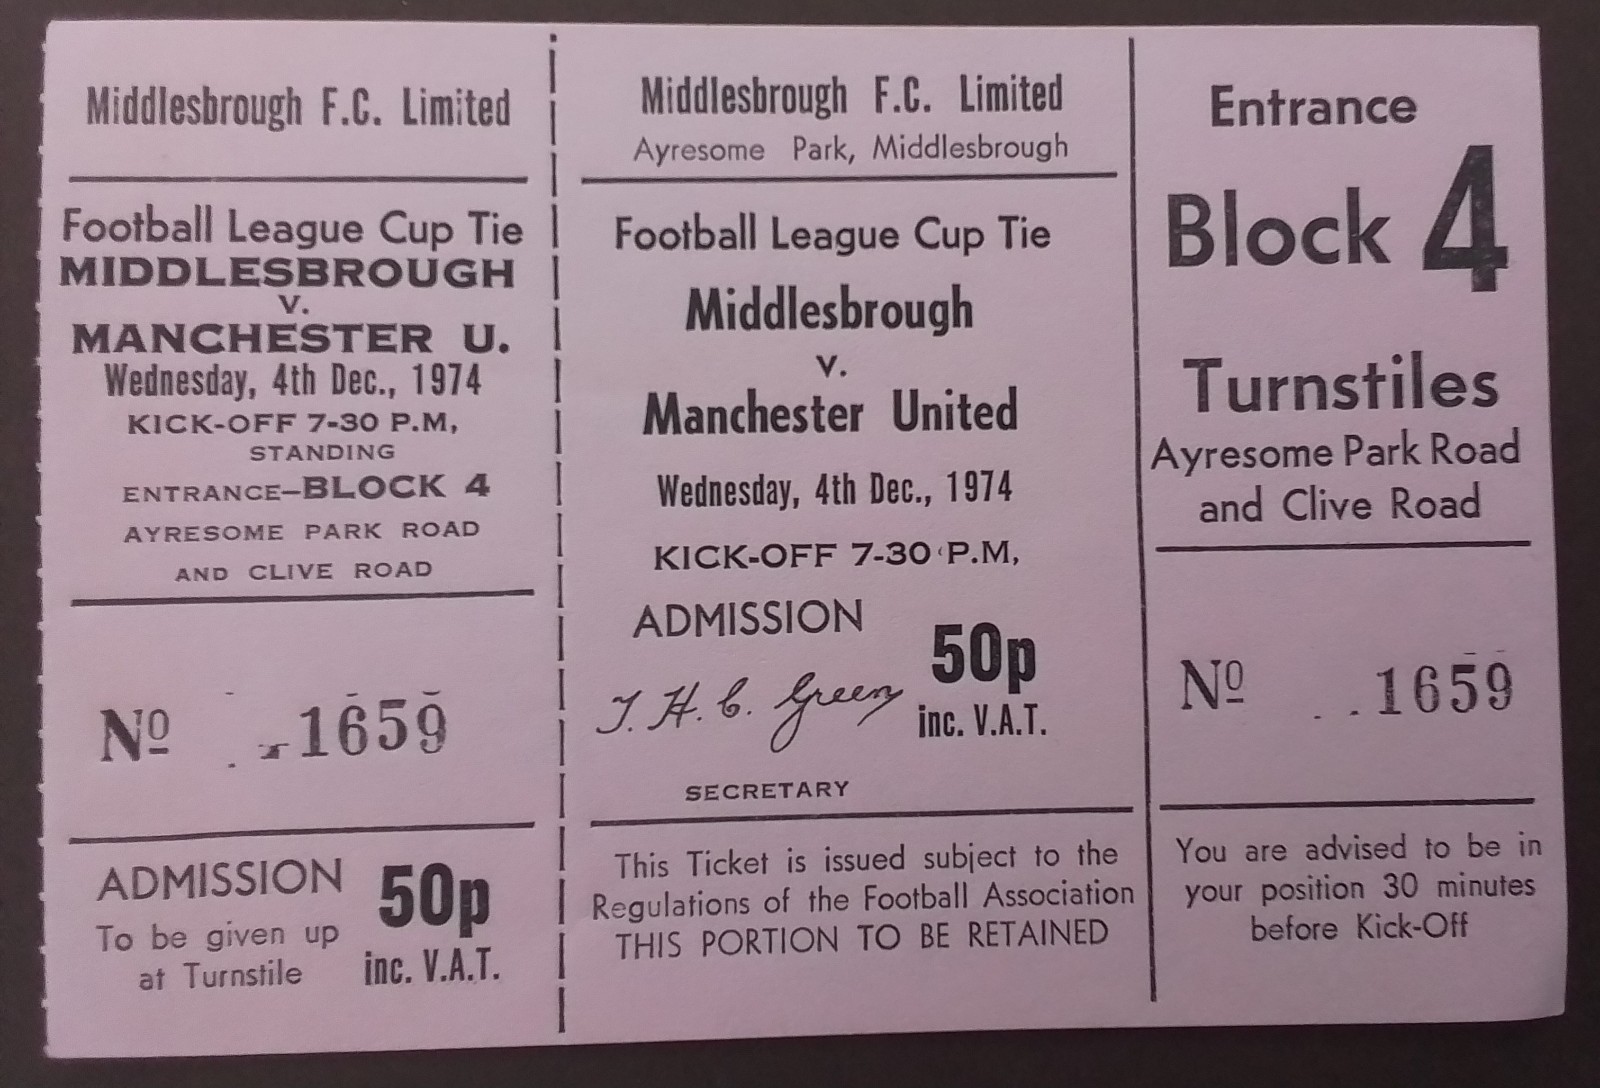 Middlesbrough F.C. Limited
Football League Cup Tie
MIDDLESBROUGH
V.
MANCHESTER U.
Wednesday, 4th Dec., 1974
KICK-OFF 7-30 P.M,
STANDING
ENTRANCE—BLOCK 4
AYRESOME PARK ROAD
AND CLIVE ROAD
Nº 1659
ADMISSION 50p
To be given up
at Turnstile
inc. V.A.T.
Middlesbrough F.C. Limited
Ayresome Park, Middlesbrough
Football League Cup Tie
Middlesbrough
v.
Manchester United
Wednesday, 4th Dec., 1974
KICK-OFF 7-30 P.M,
ADMISSION 50p
T. H. C. Green inc. V.A.T.
SECRETARY
This Ticket is issued subject to the
Regulations of the Football Association
THIS PORTION TO BE RETAINED
Entrance
Block 4
Turnstiles
Ayresome Park Road
and Clive Road
Nº 1659
You are advised to be in
your position 30 minutes
before Kick-Off